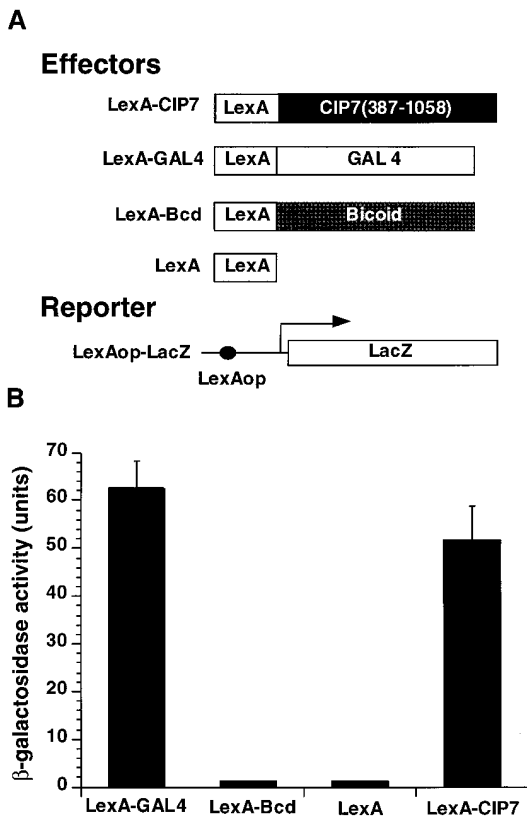 A
Effectors
LexA-CIP7 LexA CIP7(387-1058)
LexA-GAL4 LexA GAL 4
LexA-Bcd LexA Bicoid
LexA LexA
Reporter
LexAop-LacZ LacZ
LexAop
B
β-galactosidase activity (units)
70
60
50
40
30
20
10
0
LexA-GAL4 LexA-Bcd LexA LexA-CIP7